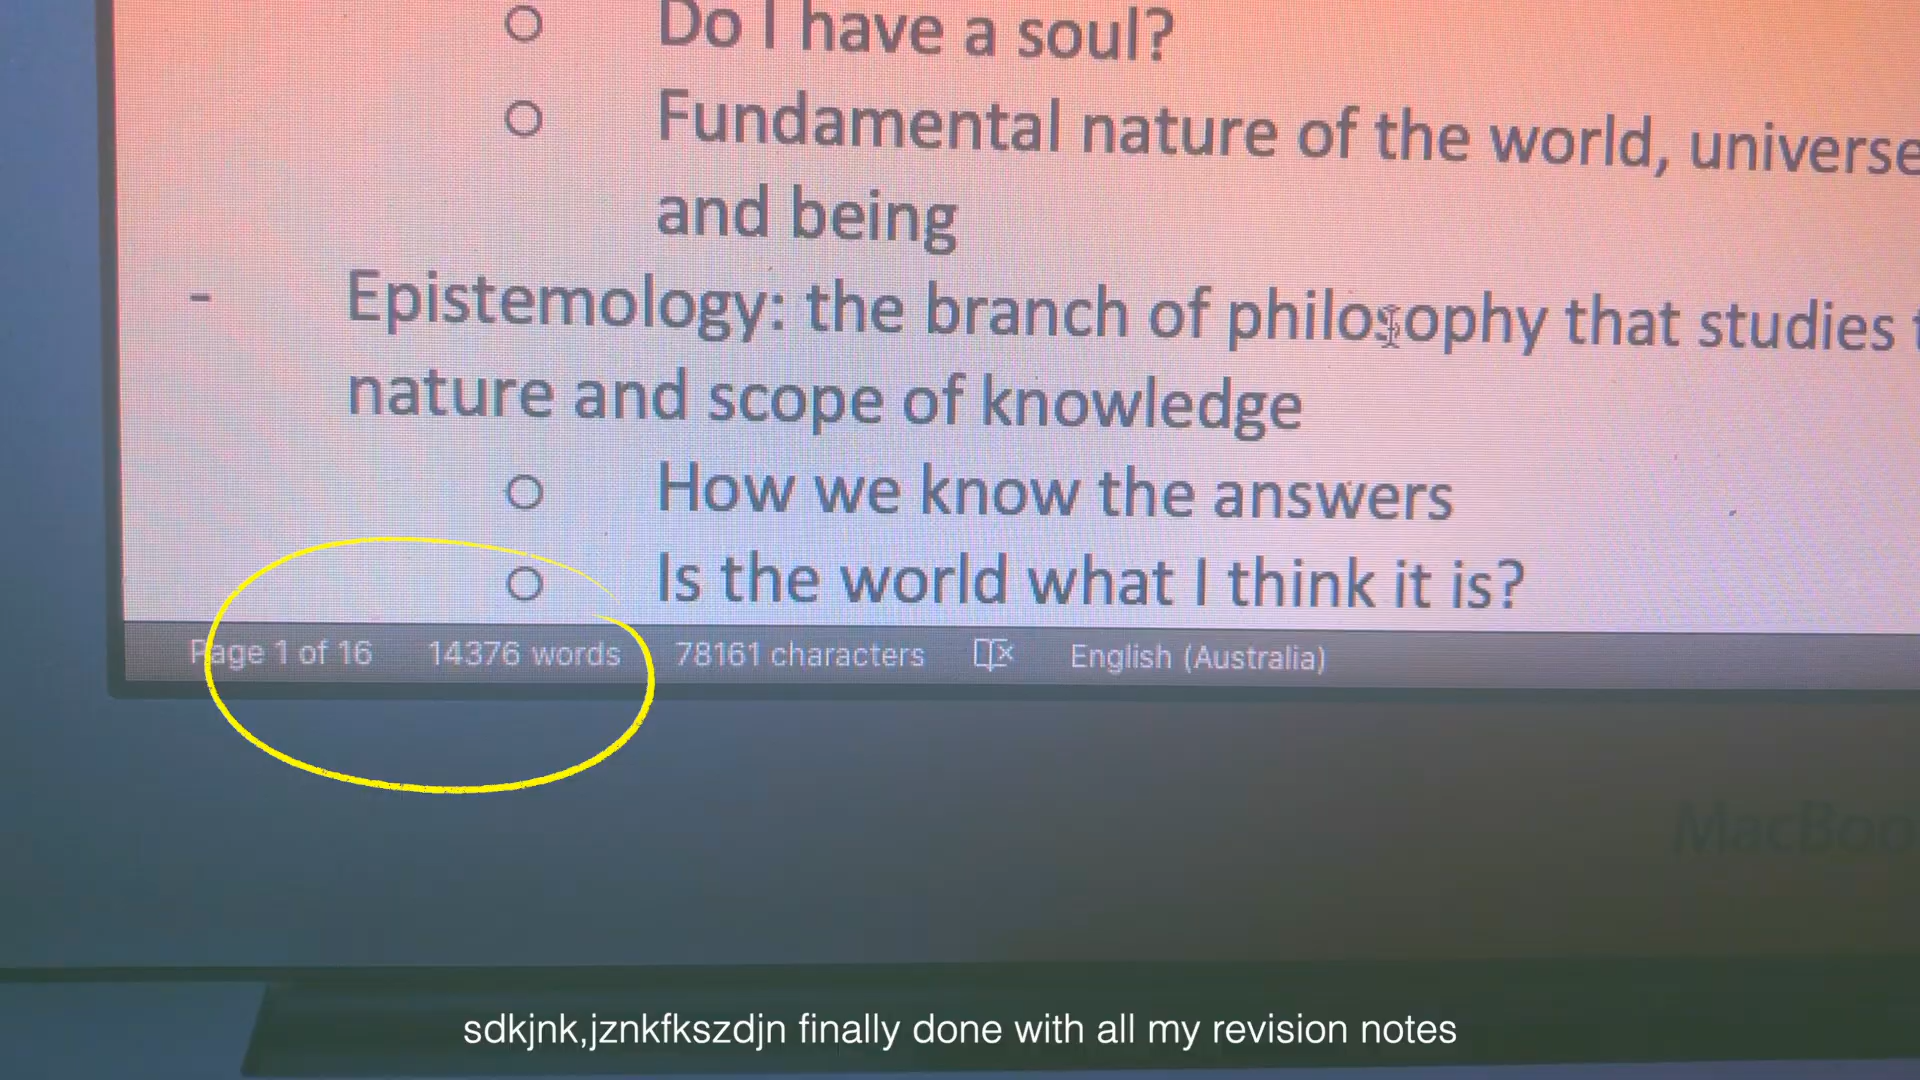 Do I have a soul?
Fundamental nature of the world, universe
and being
- Epistemology: the branch of philosophy that studies
nature and scope of knowledge
How we know the answers
Is the world what I think it is?
Page 1 of 16 14376 words 78161 characters English (Australia)
MacBoo
sdkjnk,jznkfkszdjn finally done with all my revision notes